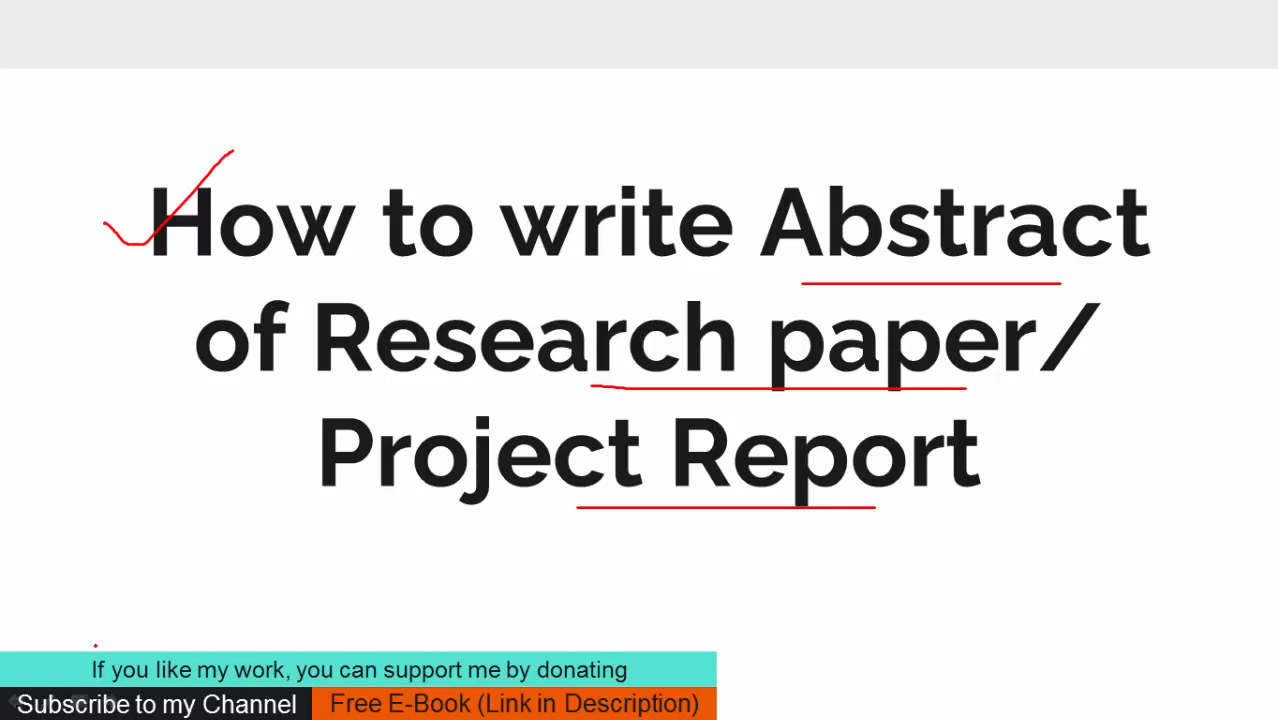 How to write Abstract
of Research paper/
Project Report
If you like my work, you can support me by donating
Subscribe to my Channel
Free E-Book (Link in Description)